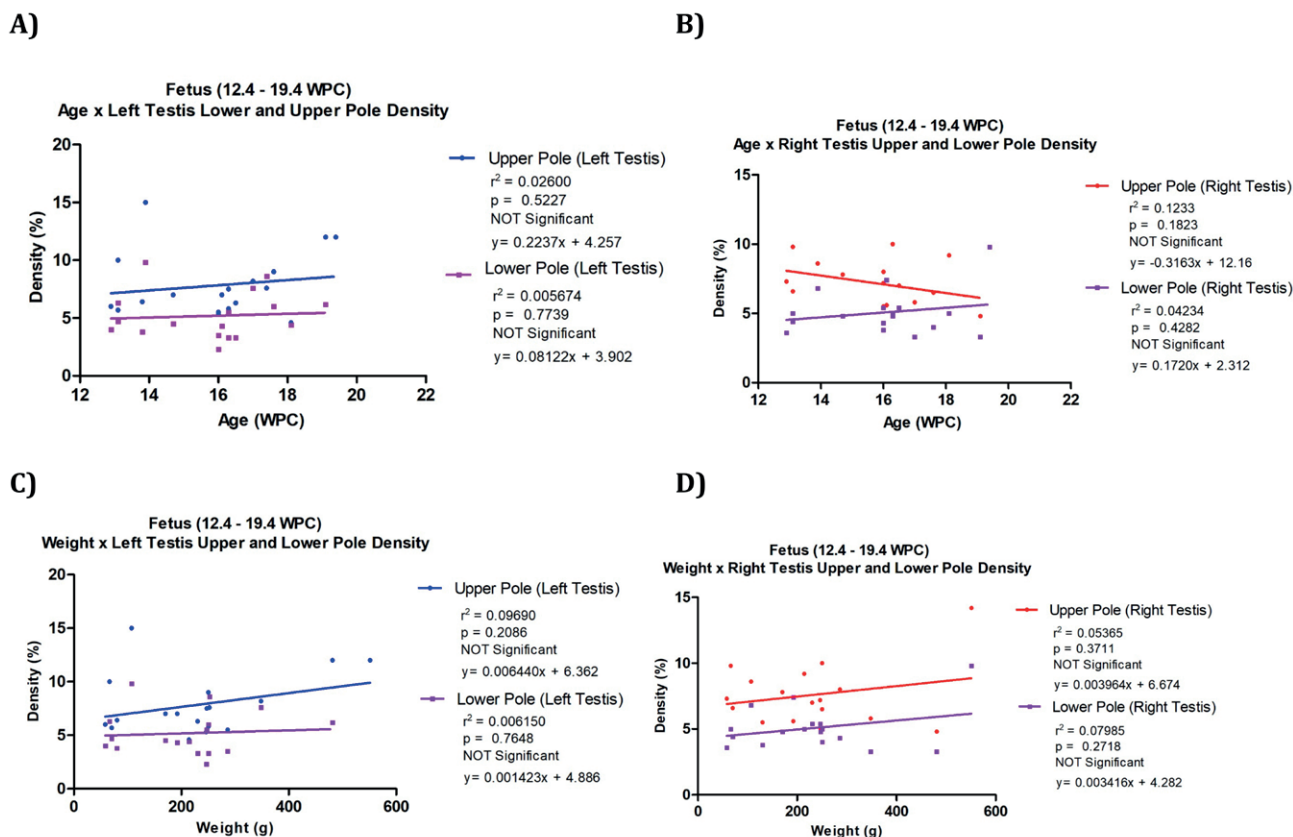 A)
Fetus (12.4 - 19.4 WPC)
Age x Left Testis Lower and Upper Pole Density
Density (%)
20
15
10
5
0
12 14 16 18 20 22
Age (WPC)
Upper Pole (Left Testis)
r² = 0.02600
p = 0.5227
NOT Significant
y= 0.2237x + 4.257
Lower Pole (Left Testis)
r² = 0.005674
p = 0.7739
NOT Significant
y= 0.08122x + 3.902
B)
Fetus (12.4 - 19.4 WPC)
Age x Right Testis Upper and Lower Pole Density
Density (%)
15
10
5
0
12 14 16 18 20 22
Age (WPC)
Upper Pole (Right Testis)
r² = 0.1233
p = 0.1823
NOT Significant
y= -0.3163x + 12.16
Lower Pole (Right Testis)
r² = 0.04234
p = 0.4282
NOT Significant
y= 0.1720x + 2.312
C)
Fetus (12.4 - 19.4 WPC)
Weight x Left Testis Upper and Lower Pole Density
Density (%)
20
15
10
5
0
0 200 400 600
Weight (g)
Upper Pole (Left Testis)
r² = 0.09690
p = 0.2086
NOT Significant
y= 0.006440x + 6.362
Lower Pole (Left Testis)
r² = 0.006150
p = 0.7648
NOT Significant
y= 0.001423x + 4.886
D)
Fetus (12.4 - 19.4 WPC)
Weight x Right Testis Upper and Lower Pole Density
Density (%)
15
10
5
0
0 200 400 600
Weight (g)
Upper Pole (Right Testis)
r² = 0.05365
p = 0.3711
NOT Significant
y= 0.003964x + 6.674
Lower Pole (Right Testis)
r² = 0.07985
p = 0.2718
NOT Significant
y= 0.003416x + 4.282